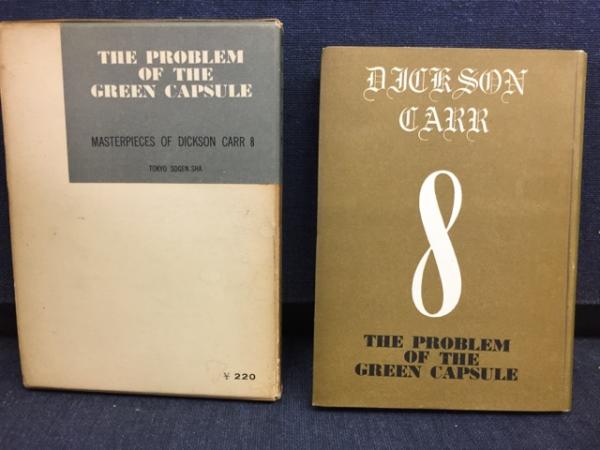 THE PROBLEM
OF THE
GREEN CAPSULE
MASTERPIECES OF DICKSON CARR 8
TOKYO SOGEN.SHA
¥ 220
DICKSON
CARR
8
THE PROBLEM
OF THE
GREEN CAPSULE